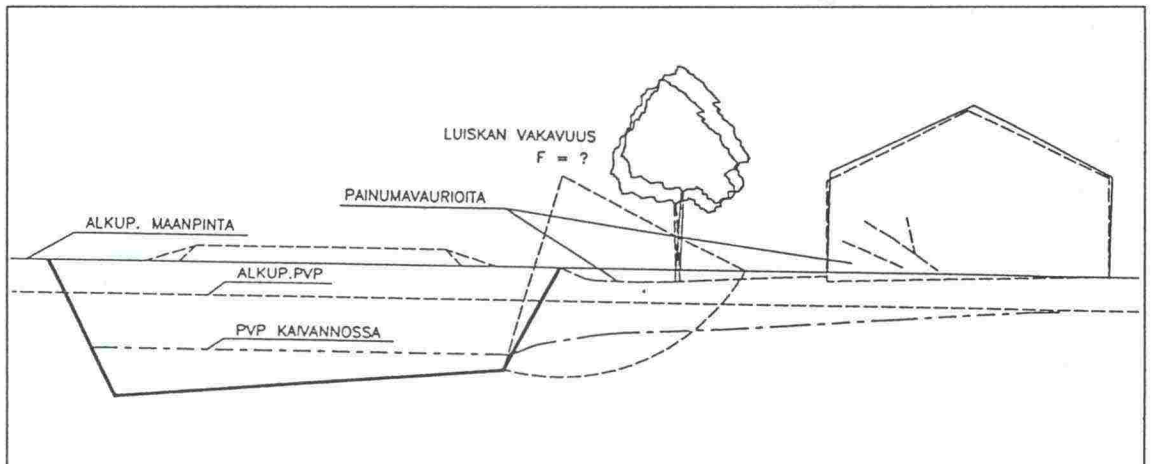 LUISKAN VAKAVUUS
F = ?
PAINUMAVAURIOITA
ALKUP. MAANPINTA
ALKUP.PVP
PVP KAIVANNOSSA